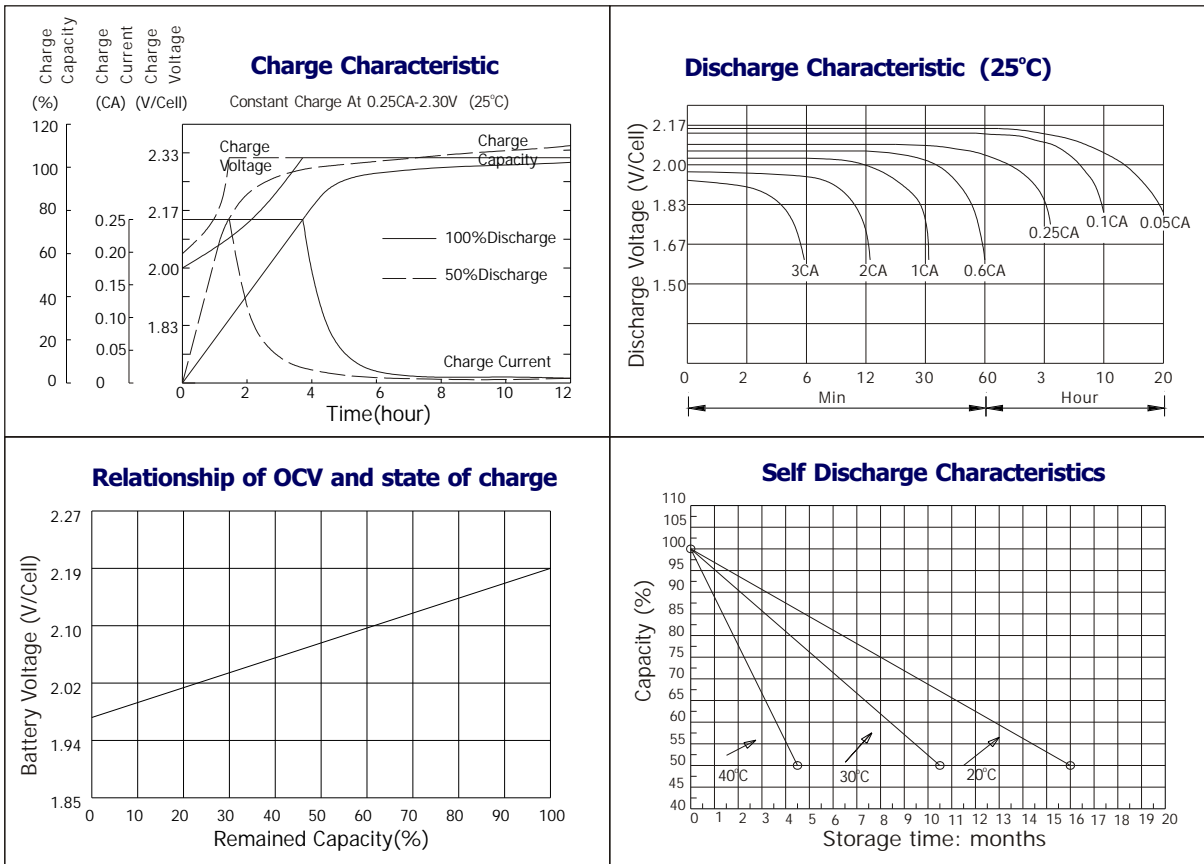 Charge Capacity
Charge Current
Charge Voltage
(%) (CA) (V/Cell)
Charge Characteristic
Constant Charge At 0.25CA-2.30V (25°C)
120
100
80
60
40
20
0
0.25
0.20
0.15
0.10
0.05
0
2.33
2.17
2.00
1.83
Charge Voltage
Charge Capacity
100%Discharge
50%Discharge
Charge Current
0 2 4 6 8 10 12
Time(hour)
Discharge Characteristic (25°C)
Discharge Voltage (V/Cell)
2.17
2.00
1.83
1.67
1.50
3CA 2CA 1CA 0.6CA 0.25CA 0.1CA 0.05CA
0 2 6 12 30 60 3 10 20
Min Hour
Relationship of OCV and state of charge
Battery Voltage (V/Cell)
2.27
2.19
2.10
2.02
1.94
1.85
0 10 20 30 40 50 60 70 80 90 100
Remained Capacity(%)
Self Discharge Characteristics
Capacity (%)
110
105
100
95
90
85
80
75
70
65
60
55
50
45
40
40°C 30°C 20°C
0 1 2 3 4 5 6 7 8 9 10 11 12 13 14 15 16 17 18 19 20
Storage time: months